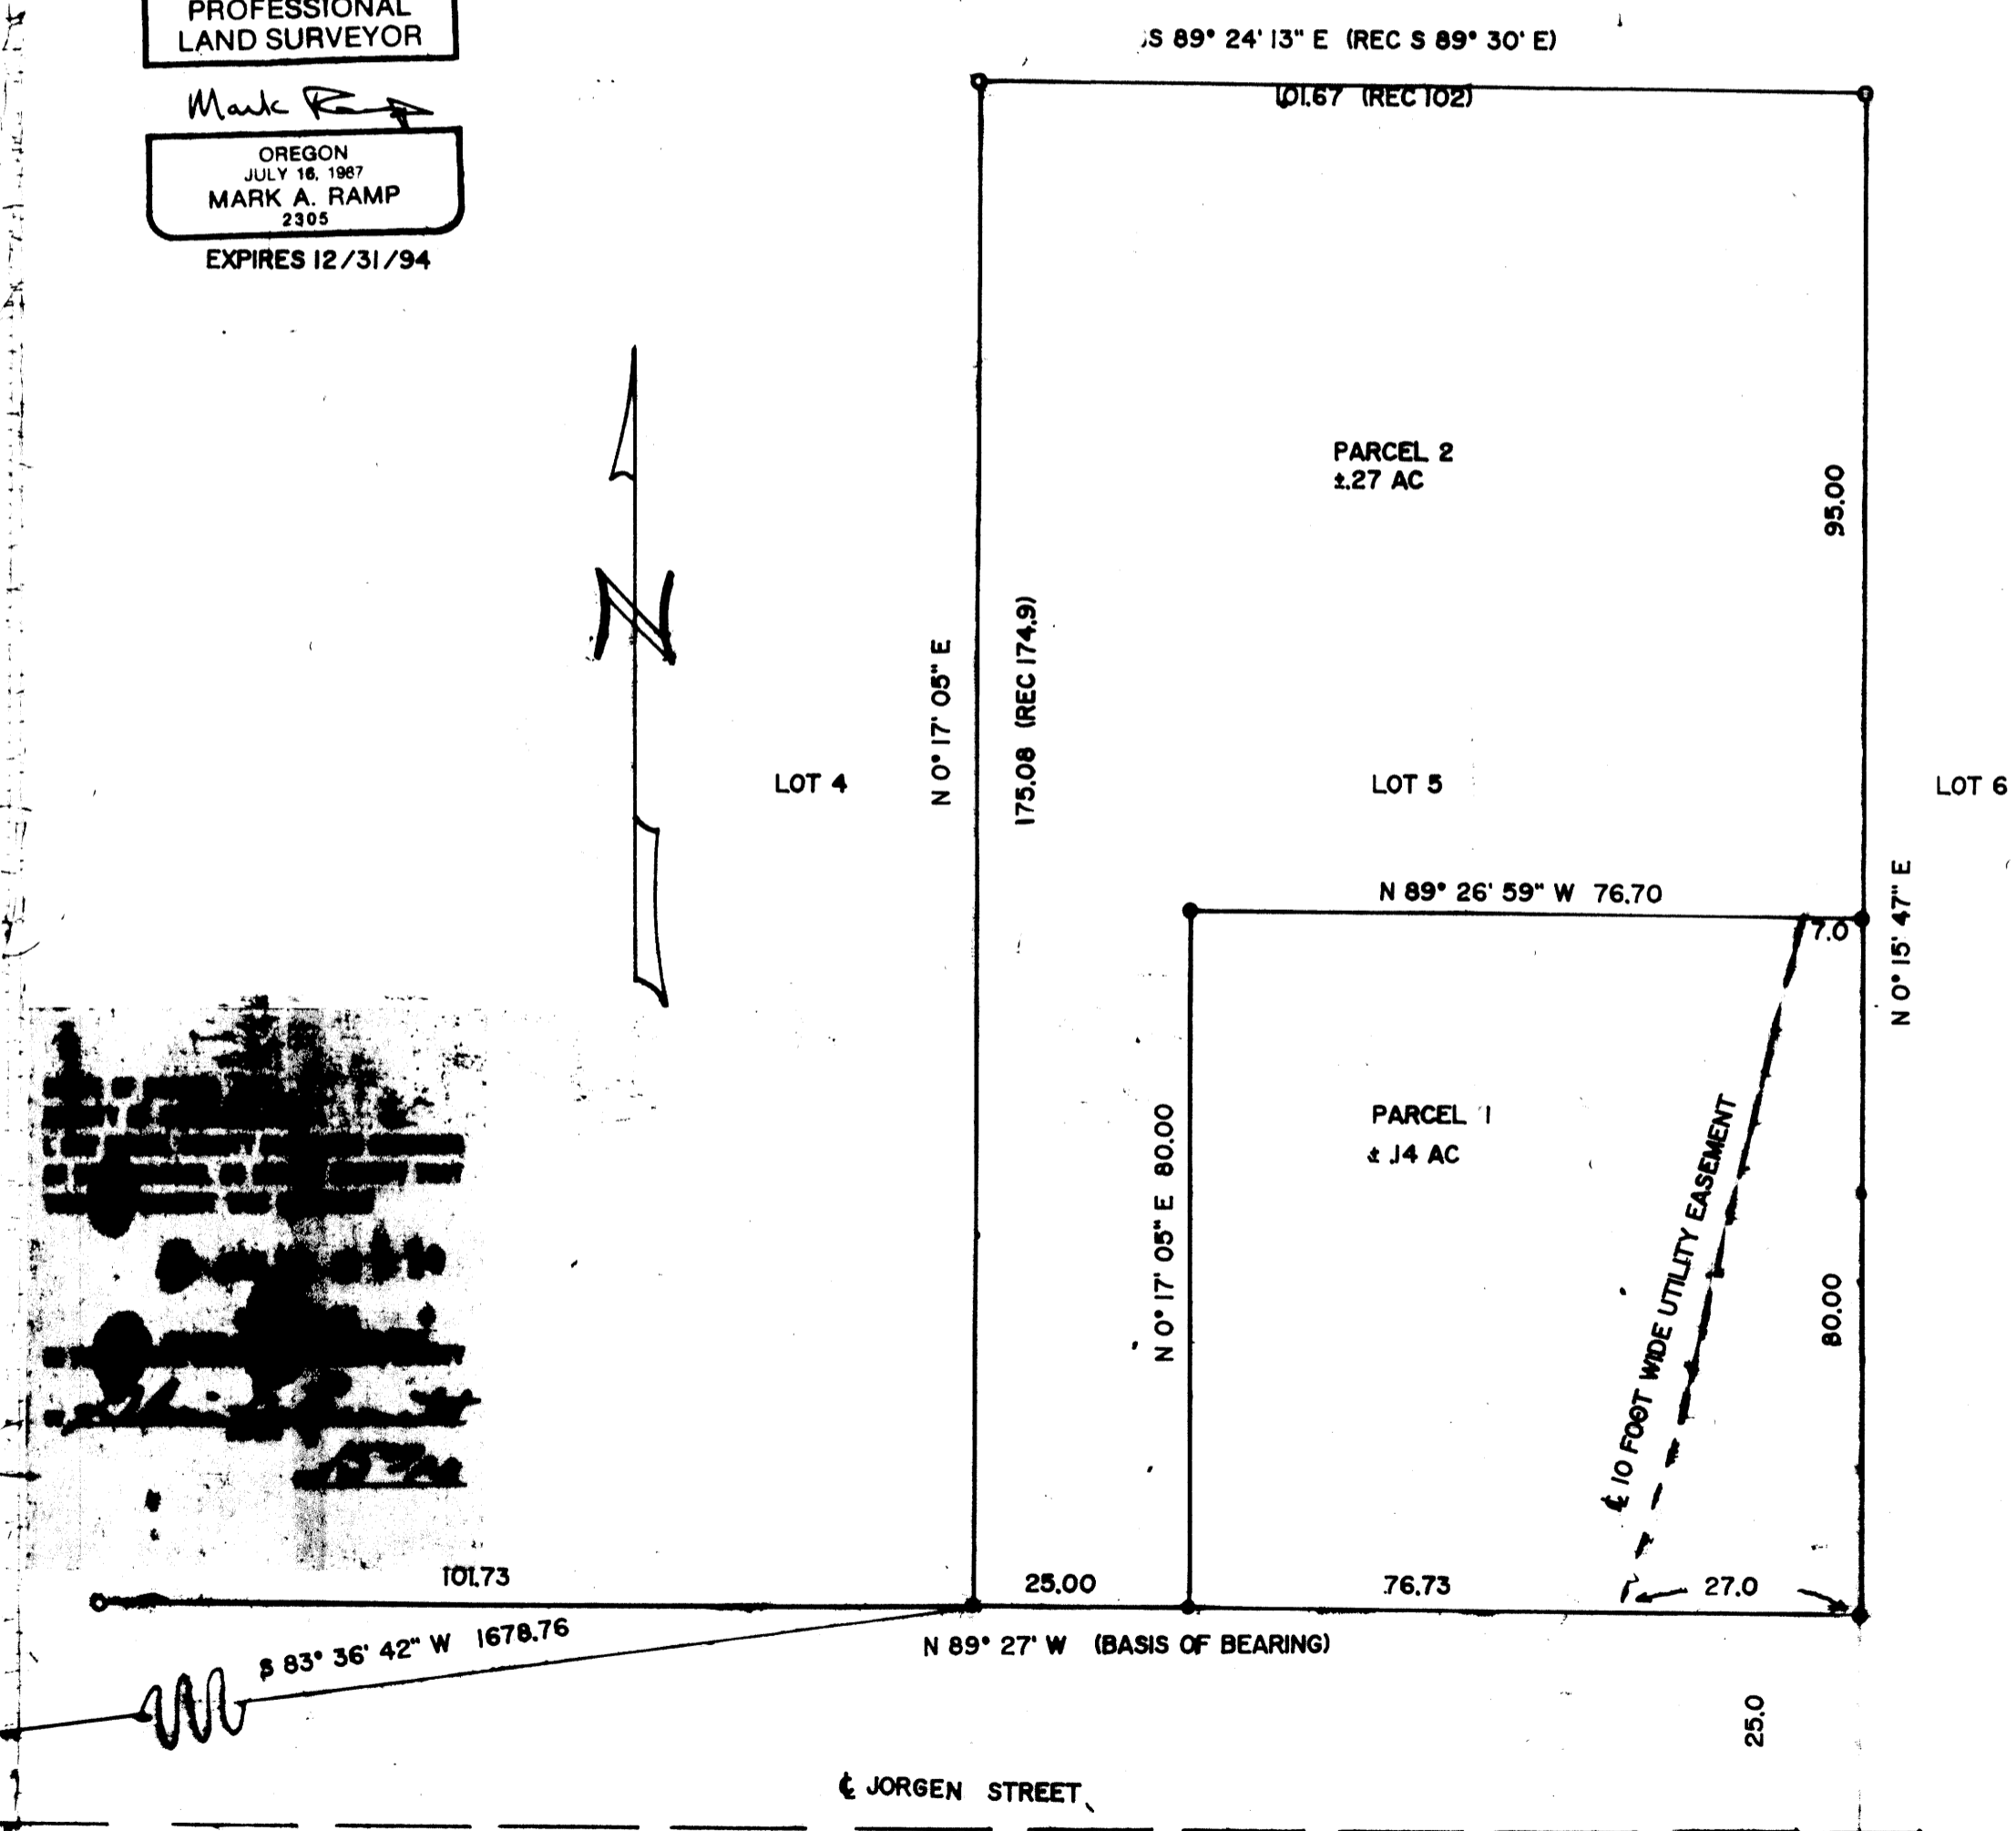 PROFESSIONAL
LAND SURVEYOR
Mark Ramp
OREGON
JULY 16, 1987
MARK A. RAMP
2305
EXPIRES 12/31/94
S 89° 24' 13" E (REC S 89° 30' E)
101.67 (REC 102)
PARCEL 2
±.27 AC
95.00
N
N 0° 17' 05" E
175.08 (REC 174.9)
LOT 4
LOT 5
LOT 6
N 89° 26' 59" W 76.70
7.0
N 0° 15' 47" E
PARCEL 1
± .14 AC
N 0° 17' 05" E 80.00
℄ 10 FOOT WIDE UTILITY EASEMENT
80.00
101.73
25.00
76.73
27.0
S 83° 36' 42" W 1678.76
N 89° 27' W (BASIS OF BEARING)
25.0
℄ JORGEN STREET